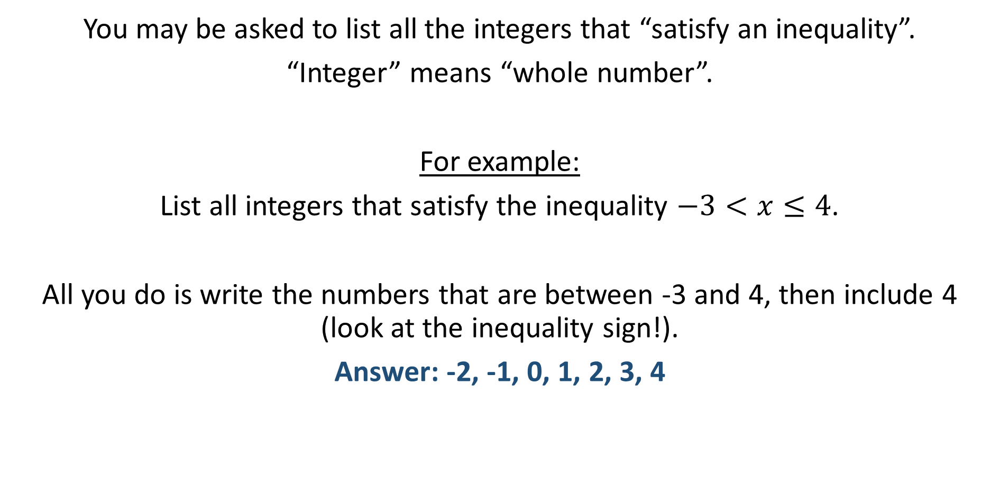 You may be asked to list all the integers that “satisfy an inequality”.
“Integer” means “whole number”.
For example:
List all integers that satisfy the inequality −3 < x ≤ 4.
All you do is write the numbers that are between -3 and 4, then include 4
(look at the inequality sign!).
Answer: -2, -1, 0, 1, 2, 3, 4